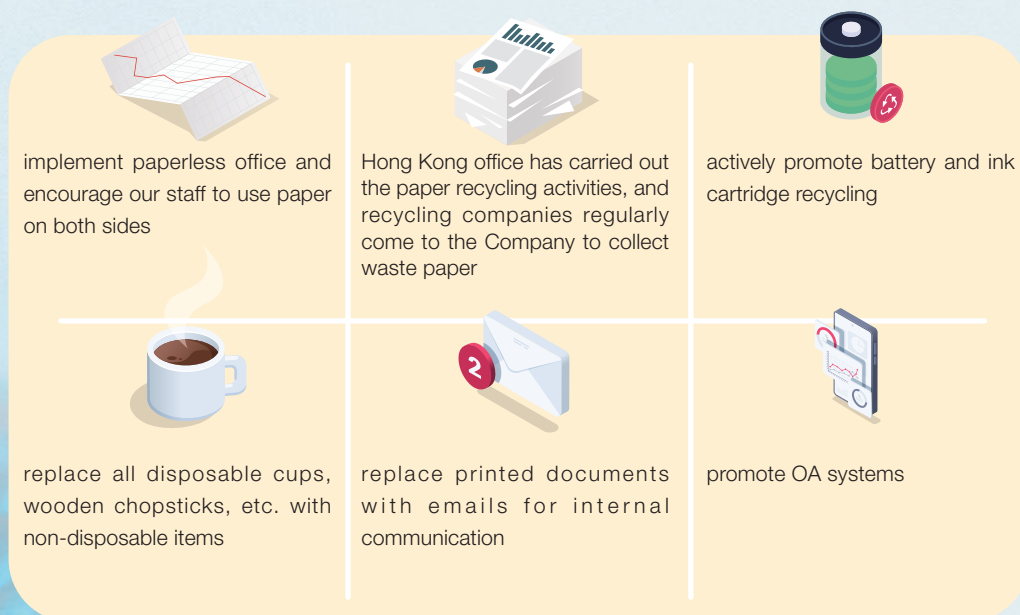 implement paperless office and
encourage our staff to use paper
on both sides
Hong Kong office has carried out
the paper recycling activities, and
recycling companies regularly
come to the Company to collect
waste paper
actively promote battery and ink
cartridge recycling
replace all disposable cups,
wooden chopsticks, etc. with
non-disposable items
2
replace printed documents
with emails for internal
communication
promote OA systems